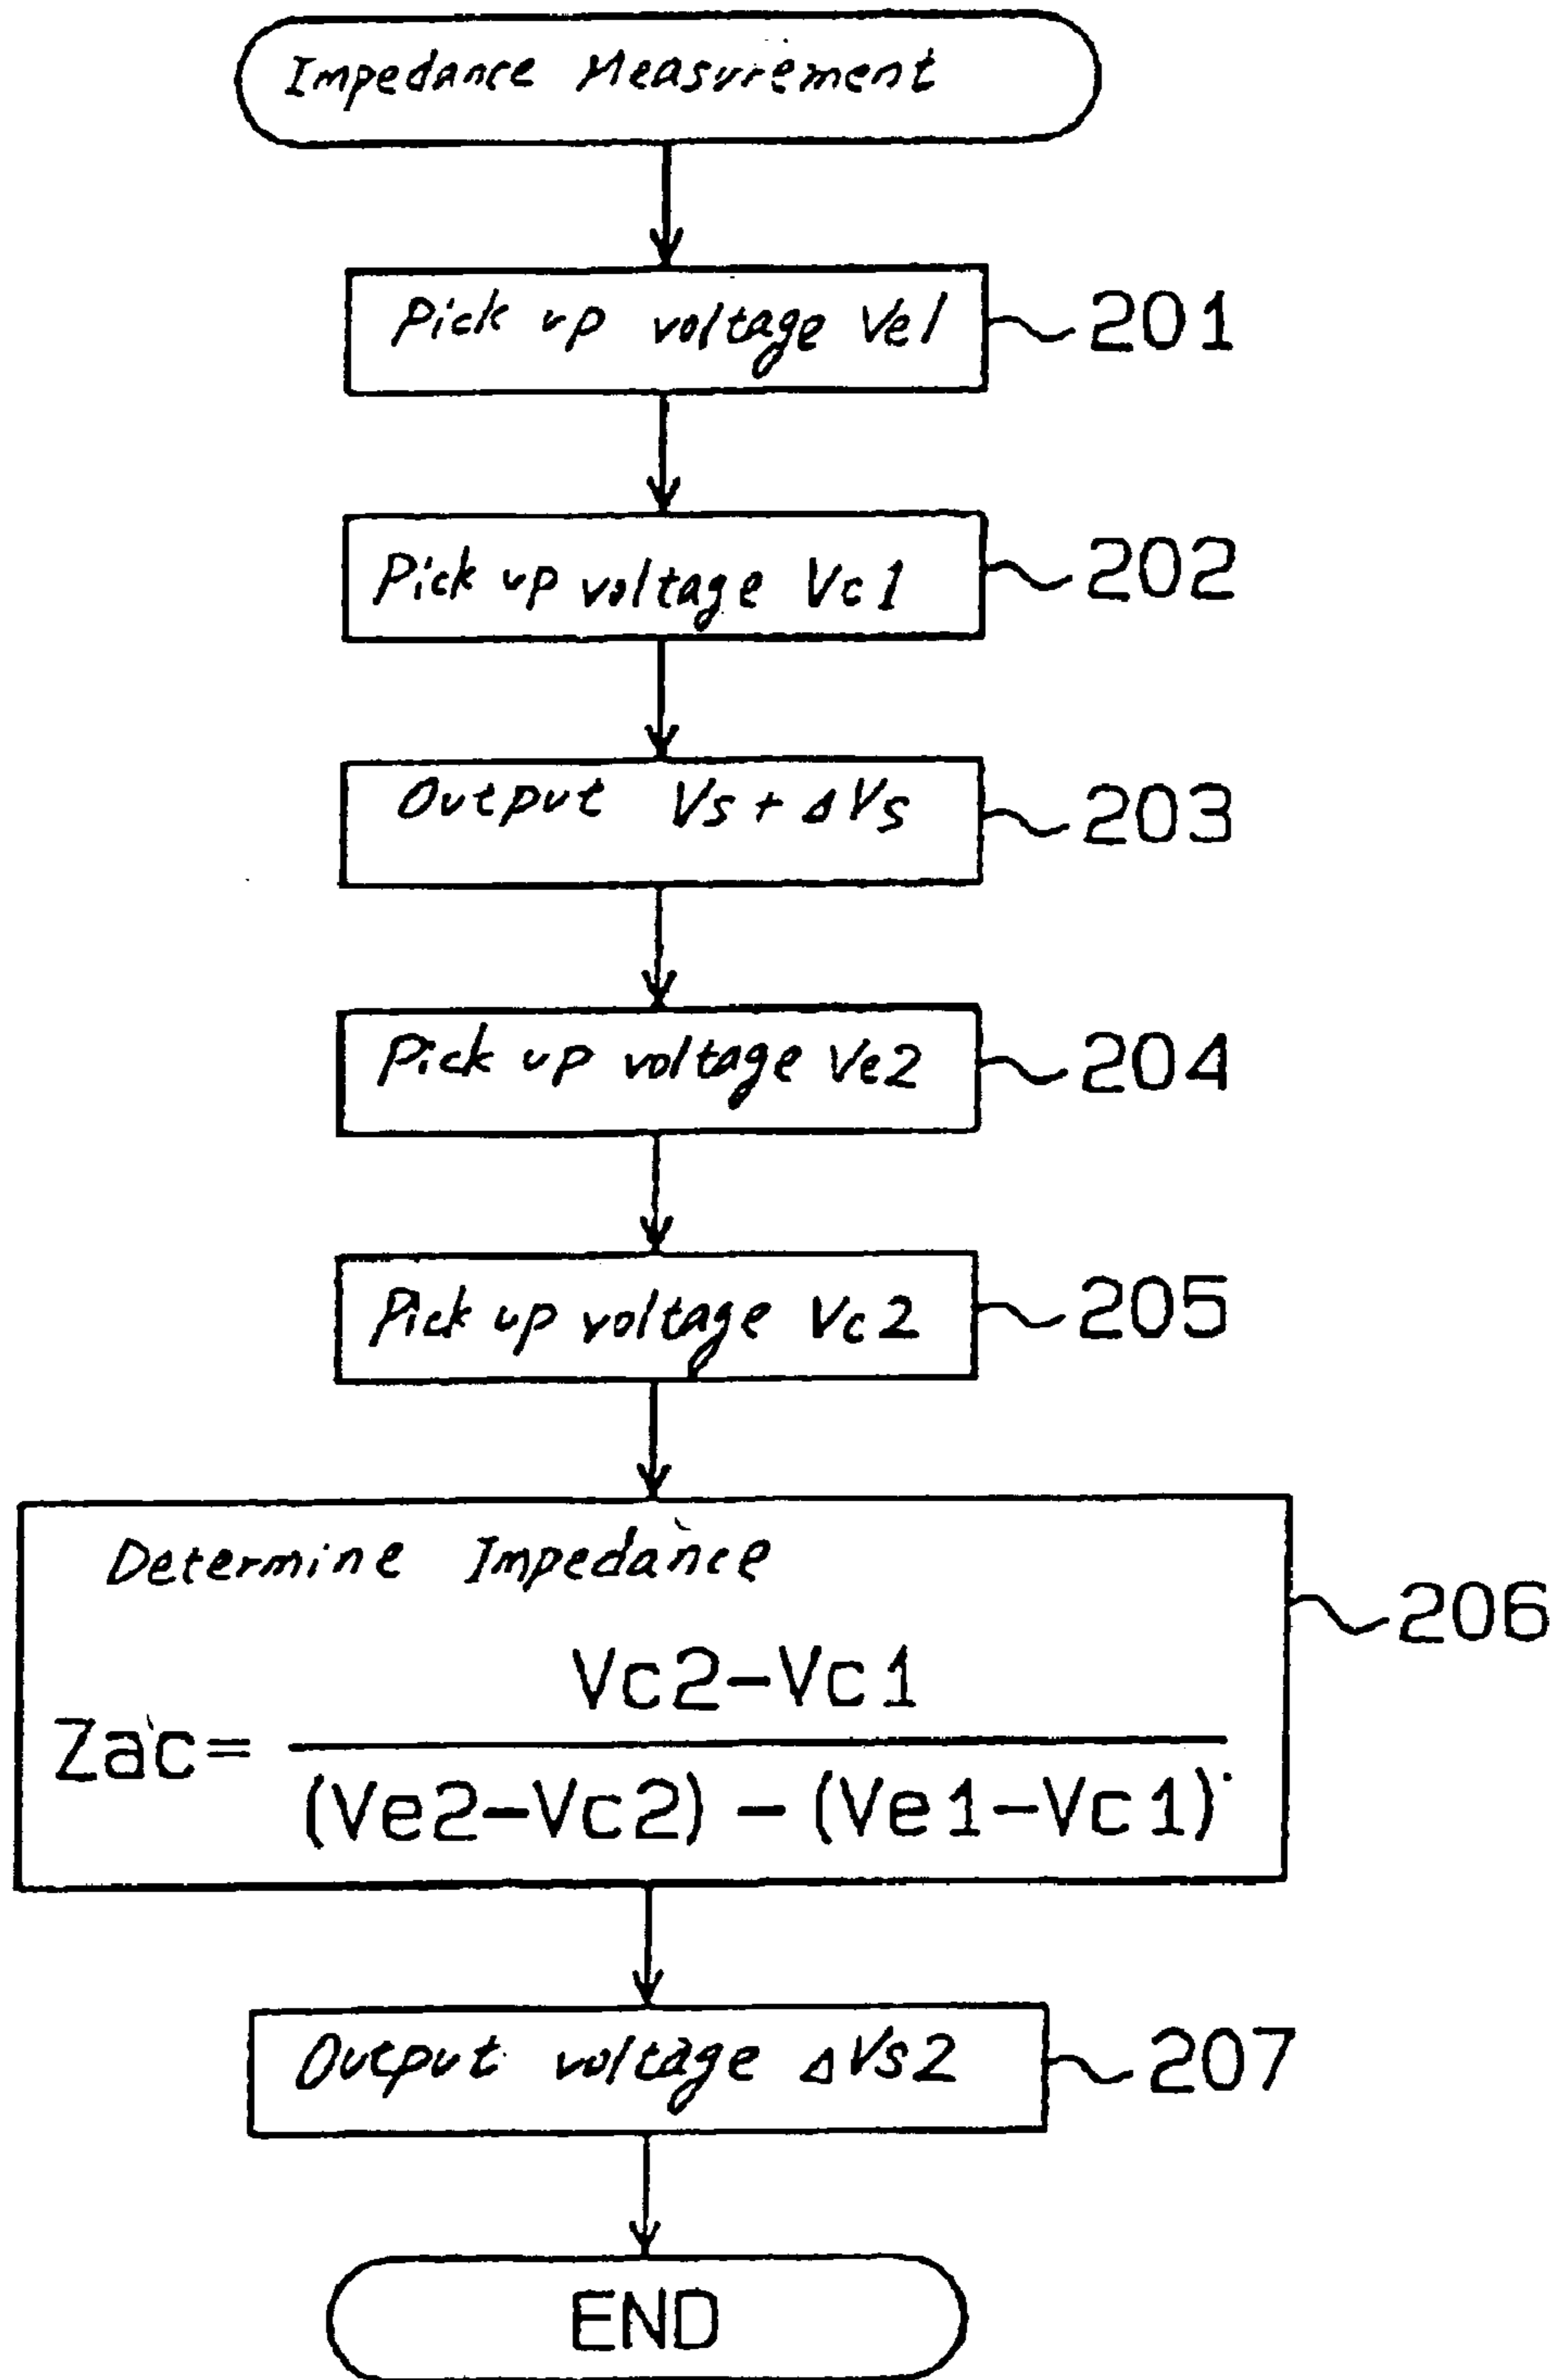 Impedance Measurement
Pick up voltage Ve1
201
Pick up voltage Vc1
202
Output Vs + ΔVs
203
Pick up voltage Ve2
204
Pick up voltage Vc2
205
Determine Impedance
206
Vc2-Vc1
Zac=
(Ve2-Vc2) - (Ve1-Vc1)
Output voltage ΔVs2
207
END